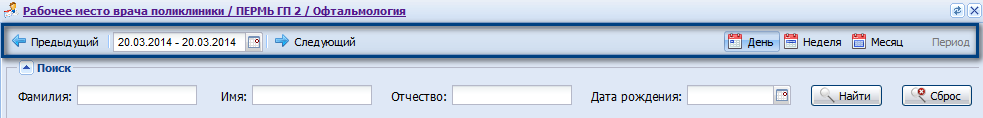 Рабочее место врача поликлиники / ПЕРМЬ ГП 2 / Офтальмология
Предыдущий 20.03.2014 - 20.03.2014 Следующий День Неделя Месяц Период
Поиск
Фамилия: Имя: Отчество: Дата рождения: Найти Сброс